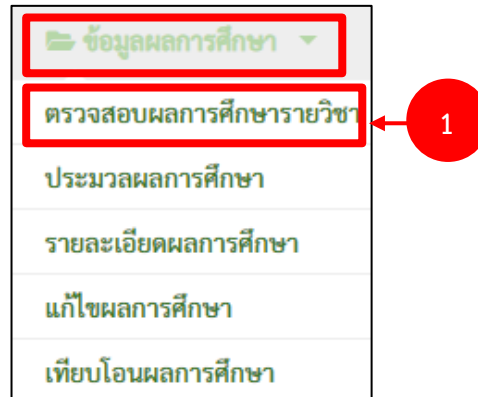 ข้อมูลผลการศึกษา
ตรวจสอบผลการศึกษารายวิชา
1
ประมวลผลการศึกษา
รายละเอียดผลการศึกษา
แก้ไขผลการศึกษา
เทียบโอนผลการศึกษา